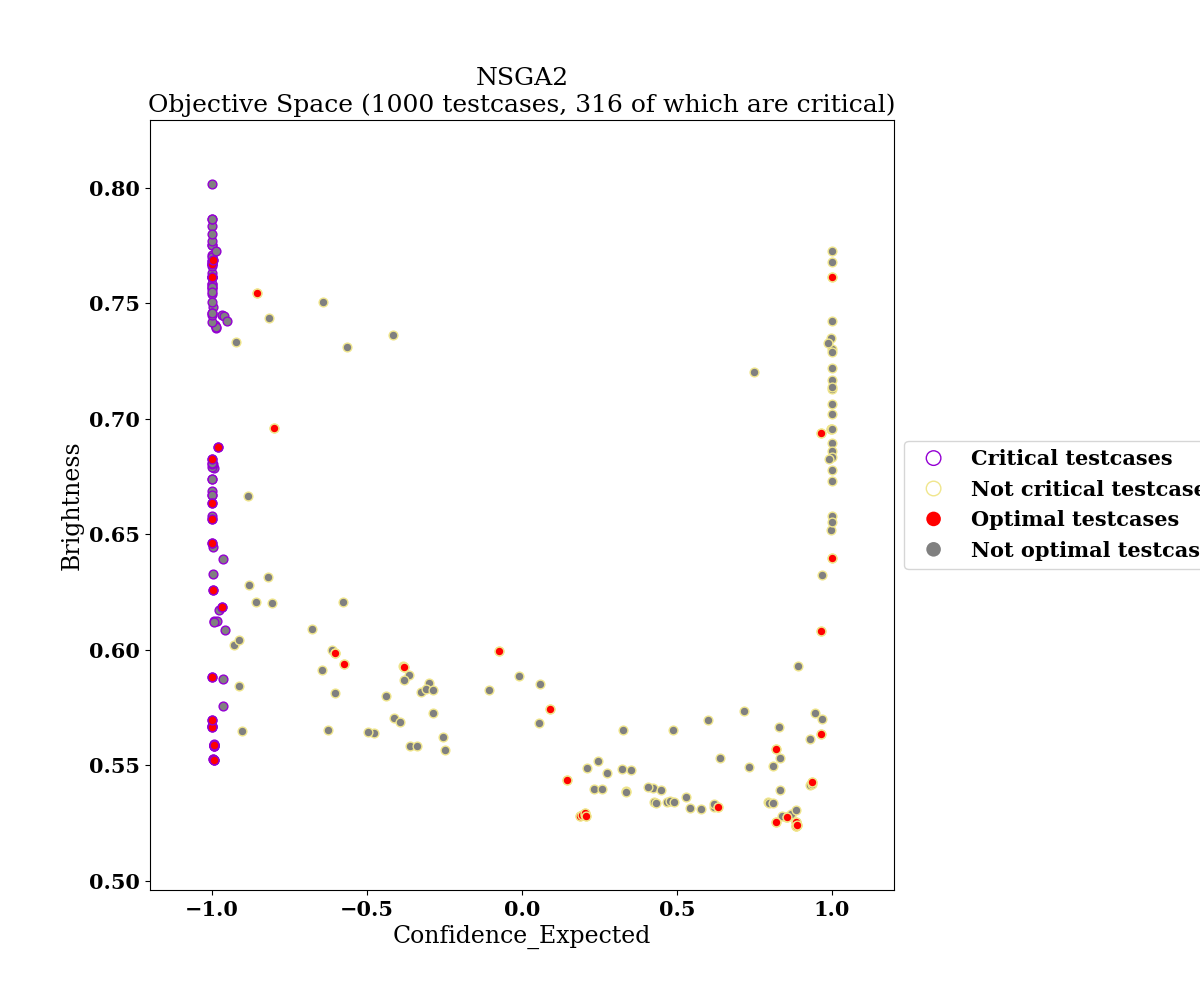 NSGA2
Objective Space (1000 testcases, 316 of which are critical)
0.80
0.75
0.70
0.65
0.60
0.55
0.50
Brightness
−1.0 −0.5 0.0 0.5 1.0
Confidence_Expected
Critical testcases
Not critical testcase
Optimal testcases
Not optimal testcas